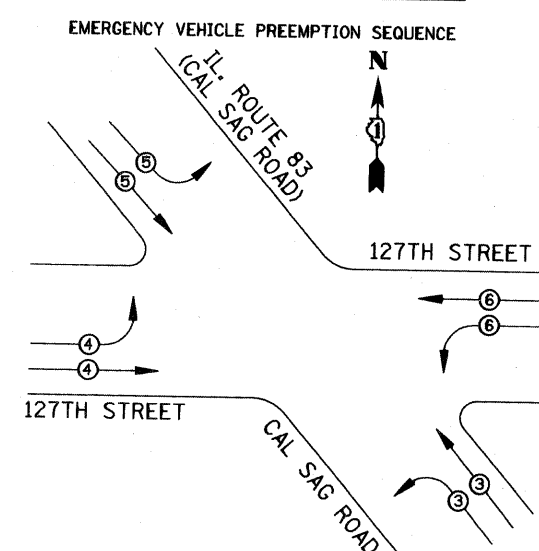 EMERGENCY VEHICLE PREEMPTION SEQUENCE
N
IL. ROUTE 83
(CAL SAG ROAD)
1
5
5
127TH STREET
6
6
4
4
127TH STREET
CAL SAG ROAD
3
3